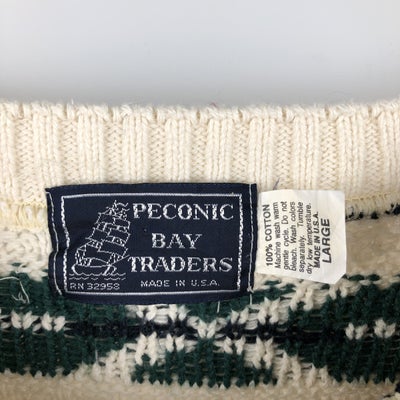 PECONIC
BAY
TRADERS
RN 32958 MADE IN U.S.A.
100% COTTON
Machine wash warm
gentle cycle. Do not
bleach. Wash colors
separately. Tumble
dry low temperature.
MADE IN U.S.A.
LARGE